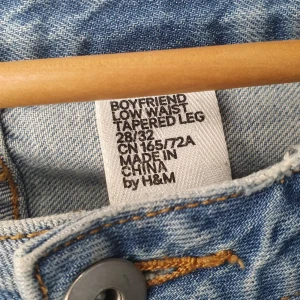 BOYFRIEND
LOW WAIST
TAPERED LEG
28/32
CN 165/72A
MADE IN
CHINA
by H&M